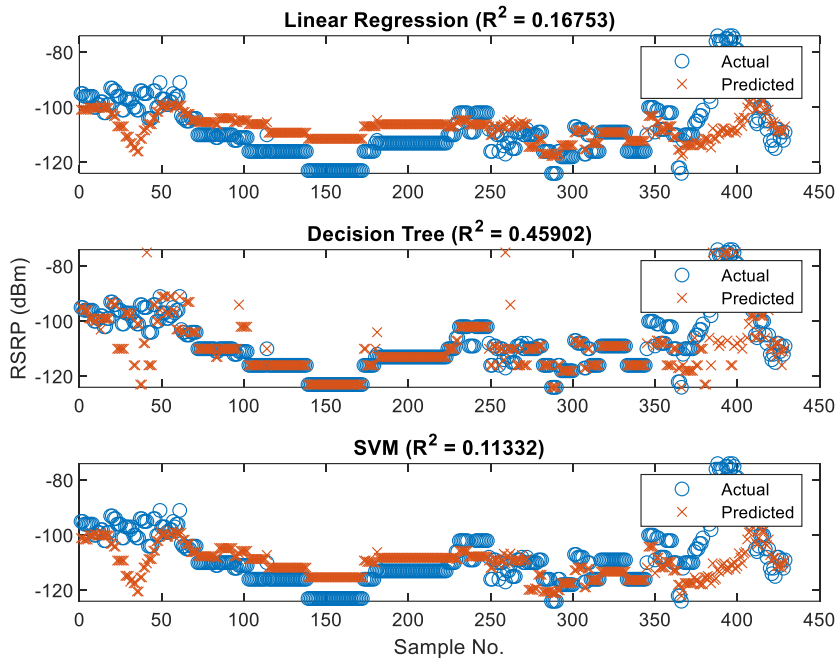 Linear Regression (R² = 0.16753)
-80
-100
-120
Actual
Predicted
0 50 100 150 200 250 300 350 400 450
Decision Tree (R² = 0.45902)
RSRP (dBm)
-80
-100
-120
Actual
Predicted
0 50 100 150 200 250 300 350 400 450
SVM (R² = 0.11332)
-80
-100
-120
Actual
Predicted
0 50 100 150 200 250 300 350 400 450
Sample No.